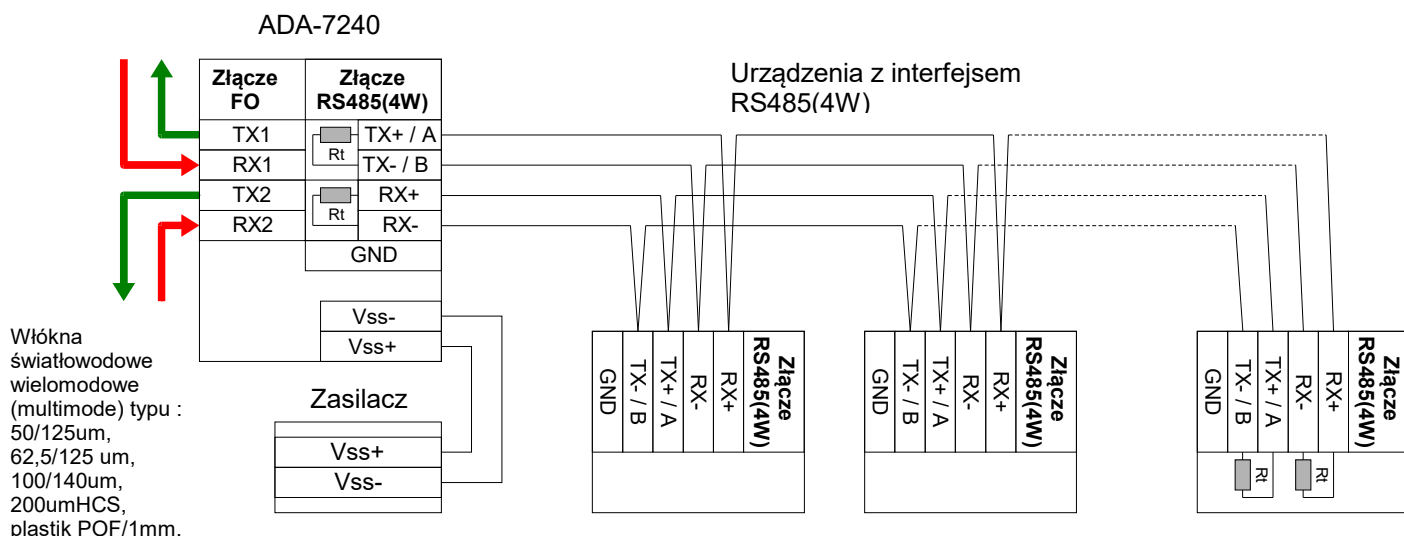 ADA-7240
Złącze
FO
Złącze
RS485(4W)
TX1
TX+ / A
Rt
RX1
TX- / B
TX2
RX+
Rt
RX2
RX-
GND
Vss-
Vss+
Urządzenia z interfejsem
RS485(4W)
Włókna
światłowodowe
wielomodowe
(multimode) typu :
50/125um,
62,5/125 um,
100/140um,
200umHCS,
plastik POF/1mm.
Zasilacz
Vss+
Vss-
GND
TX- / B
TX+ / A
RX-
RX+
Złącze
RS485(4W)
GND
TX- / B
TX+ / A
RX-
RX+
Złącze
RS485(4W)
GND
TX- / B
TX+ / A
RX-
RX+
Złącze
RS485(4W)
Rt
Rt